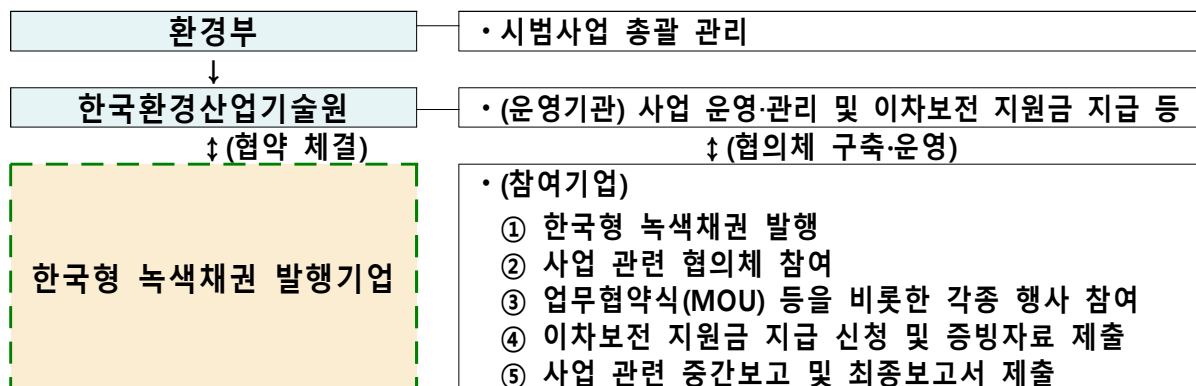 환경부
・시범사업 총괄 관리
↓
한국환경산업기술원
・(운영기관) 사업 운영·관리 및 이차보전 지원금 지급 등
↕(협약 체결)
↕(협의체 구축·운영)
한국형 녹색채권 발행기업
・(참여기업)
① 한국형 녹색채권 발행
② 사업 관련 협의체 참여
③ 업무협약식(MOU) 등을 비롯한 각종 행사 참여
④ 이차보전 지원금 지급 신청 및 증빙자료 제출
⑤ 사업 관련 중간보고 및 최종보고서 제출